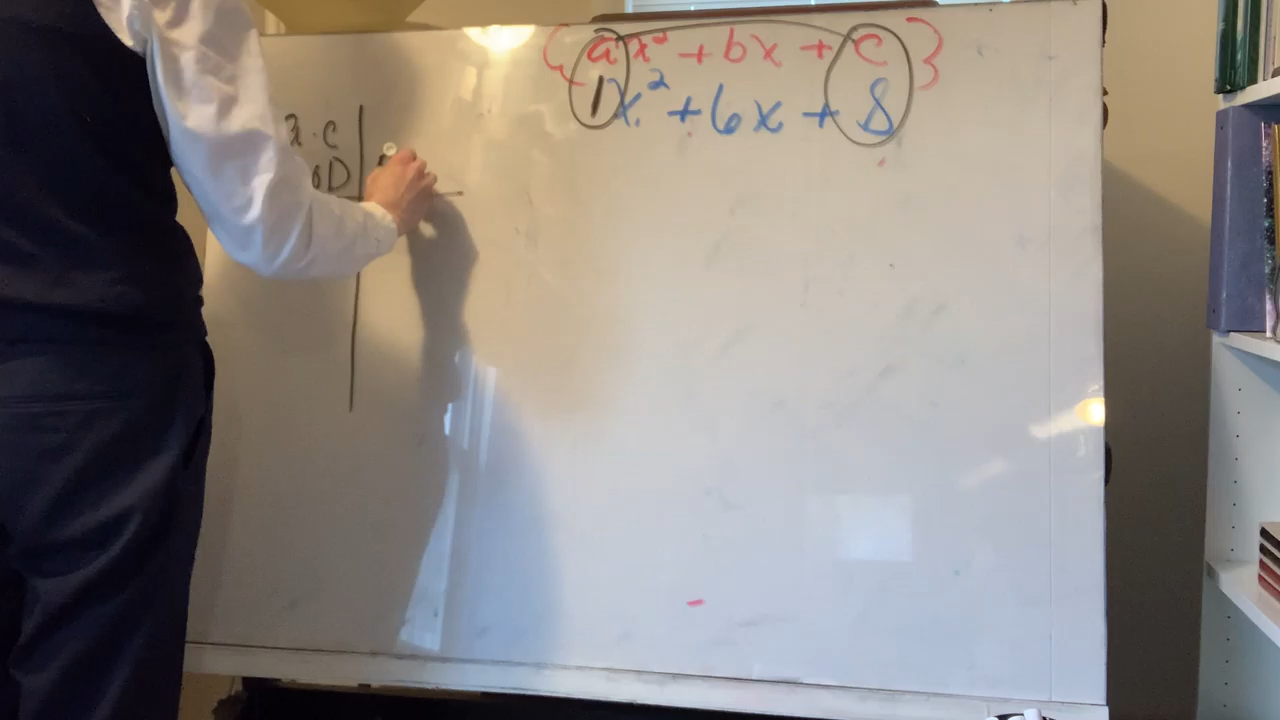 {ax² + bx + c}
1x² + 6x + 8
a · c